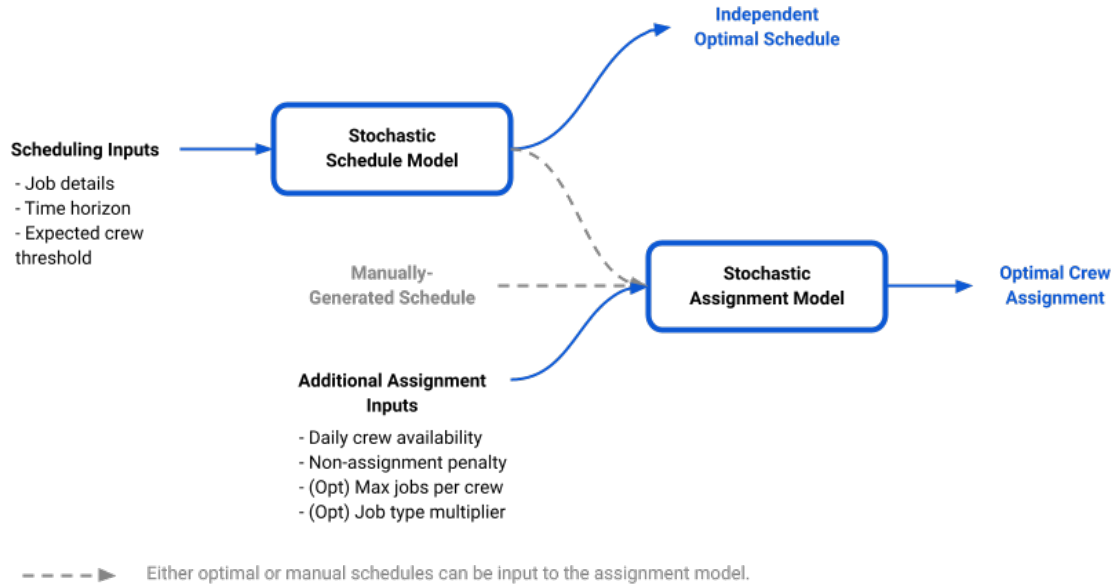 Independent
Optimal Schedule
Stochastic
Schedule Model
Scheduling Inputs
- Job details
- Time horizon
- Expected crew
threshold
Manually-
Generated Schedule
Stochastic
Assignment Model
Optimal Crew
Assignment
Additional Assignment
Inputs
- Daily crew availability
- Non-assignment penalty
- (Opt) Max jobs per crew
- (Opt) Job type multiplier
Either optimal or manual schedules can be input to the assignment model.